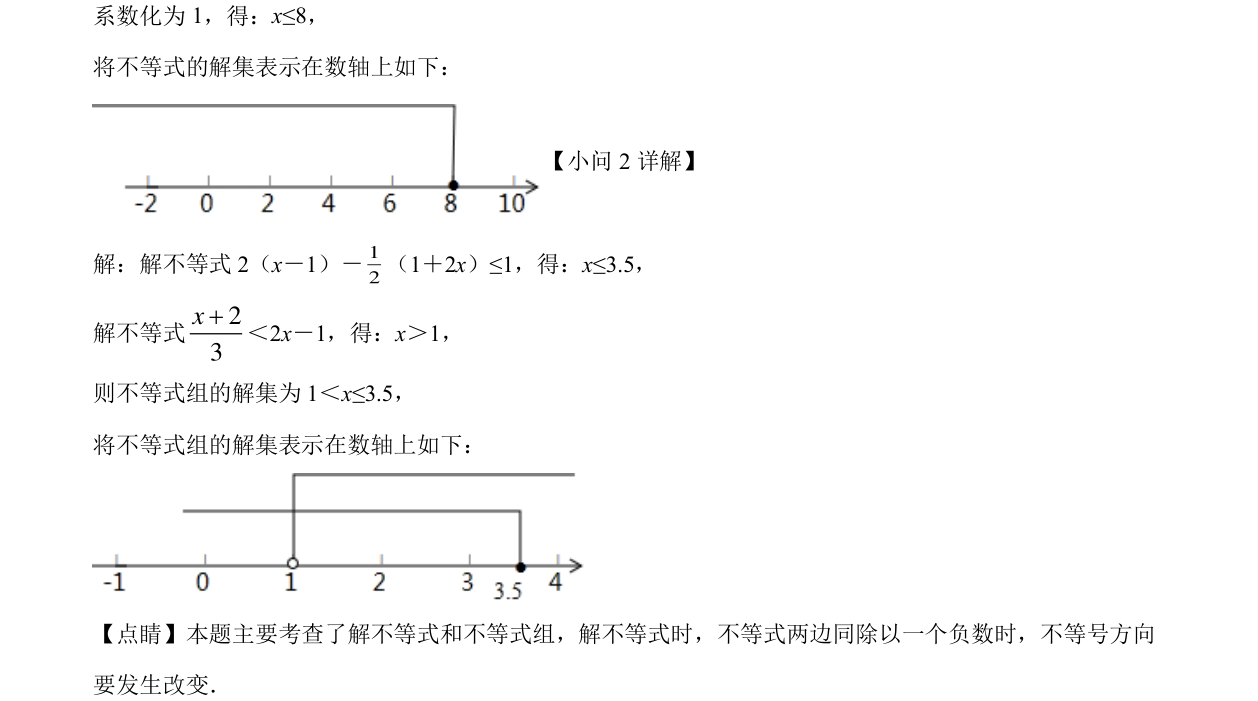 系数化为 1，得：x≤8，
将不等式的解集表示在数轴上如下：
-2 0 2 4 6 8 10
【小问 2 详解】
解：解不等式 2（x－1）－\frac{1}{2}（1＋2x）≤1，得：x≤3.5，
解不等式\frac{x+2}{3}＜2x－1，得：x＞1，
则不等式组的解集为 1＜x≤3.5，
将不等式组的解集表示在数轴上如下：
-1 0 1 2 3 3.5 4
【点睛】本题主要考查了解不等式和不等式组，解不等式时，不等式两边同除以一个负数时，不等号方向
要发生改变．